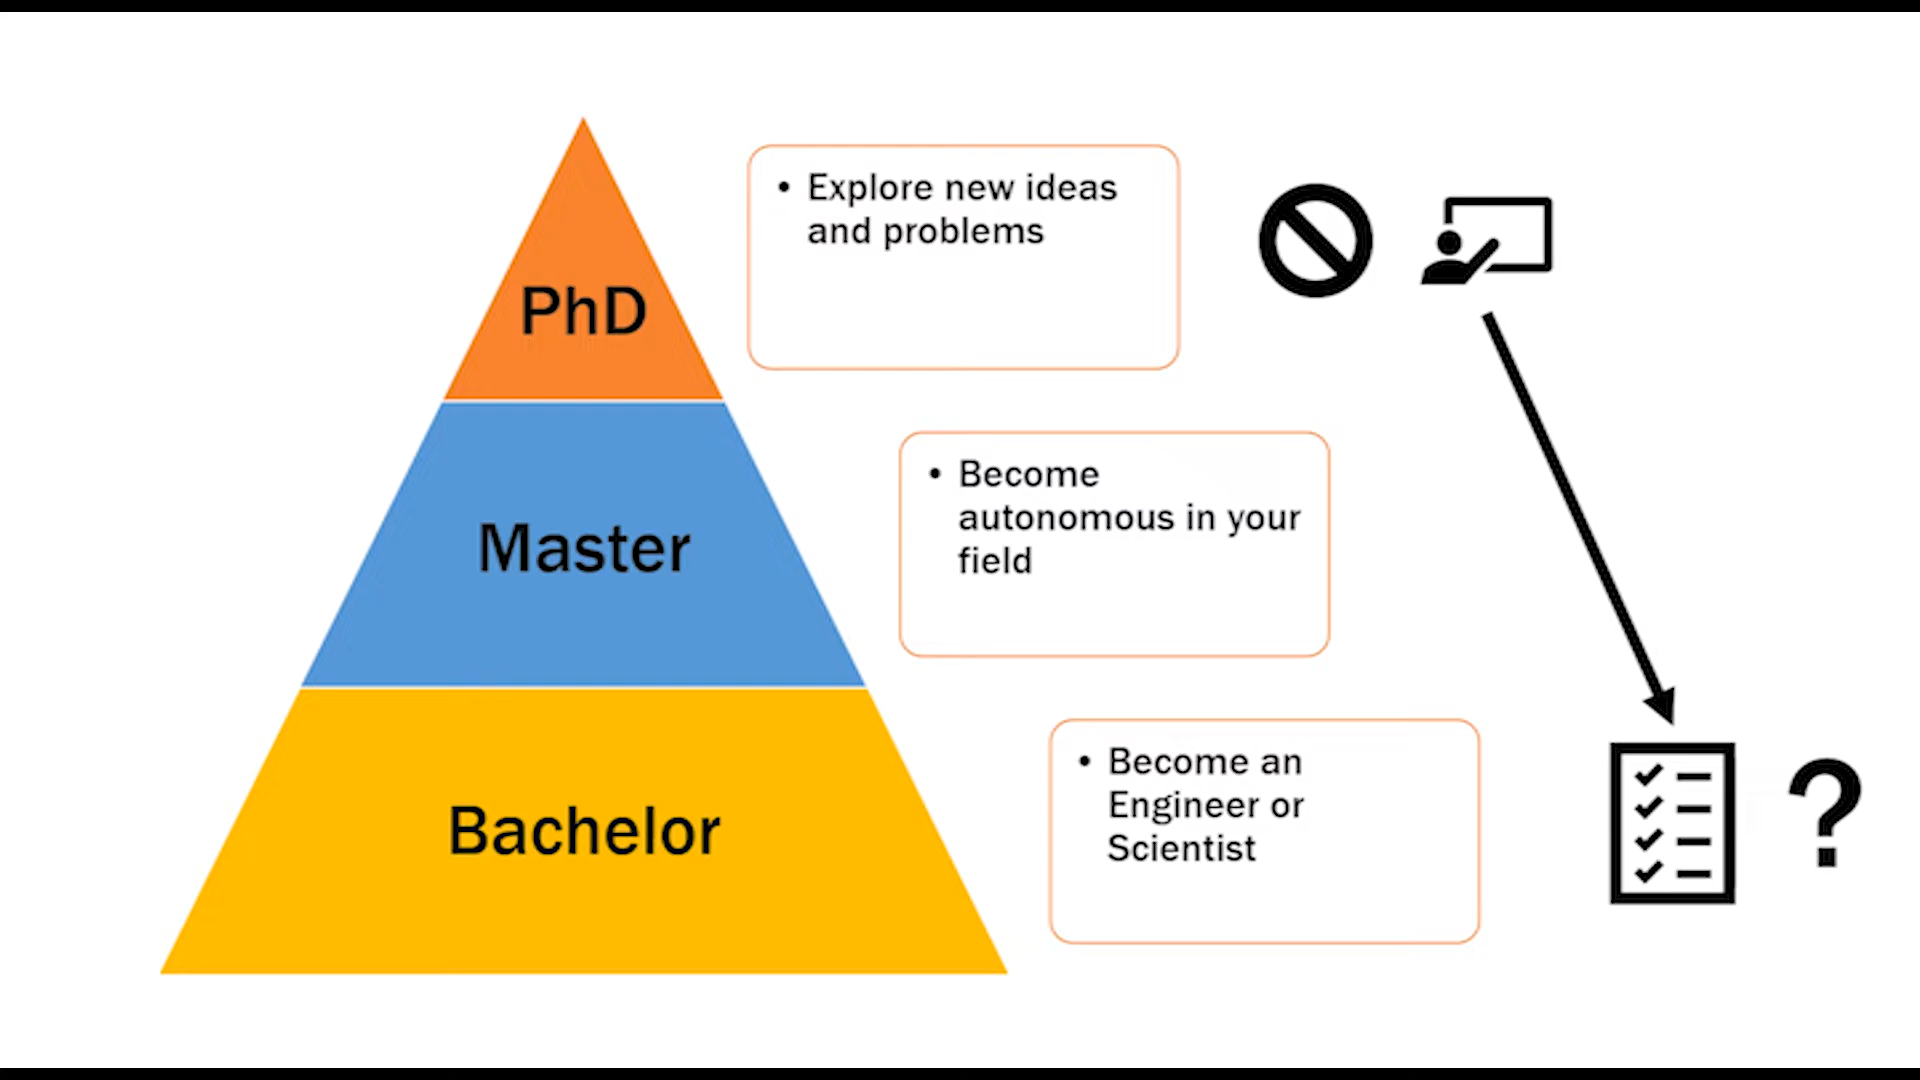 PhD
• Explore new ideas
and problems
Master
• Become
autonomous in your
field
Bachelor
• Become an
Engineer or
Scientist
?